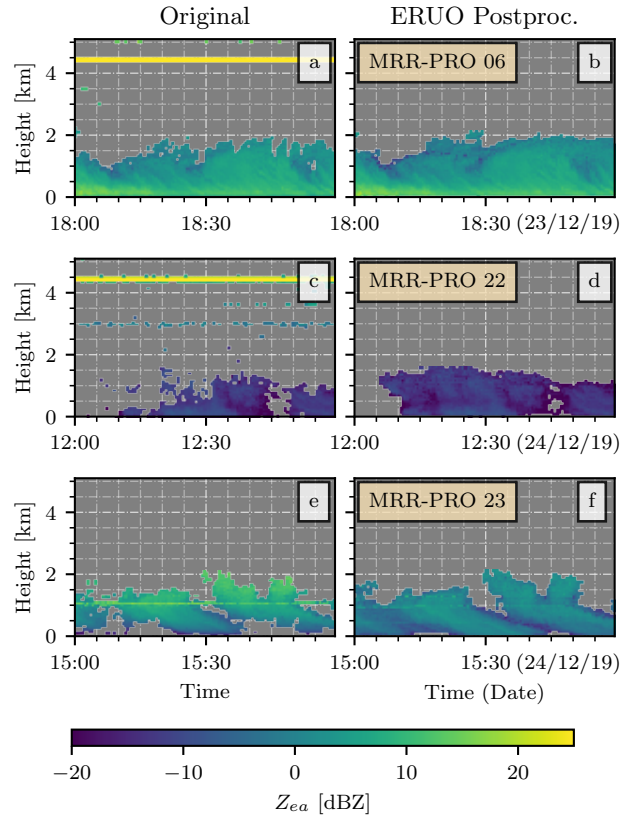 Original
ERUO Postproc.
Height [km]
4
2
0
a
MRR-PRO 06
b
18:00
18:30
18:00
18:30 (23/12/19)
Height [km]
4
2
0
c
MRR-PRO 22
d
12:00
12:30
12:00
12:30 (24/12/19)
Height [km]
4
2
0
e
MRR-PRO 23
f
15:00
15:30
15:00
15:30 (24/12/19)
Time
Time (Date)
−20
−10
0
10
20
Zea [dBZ]